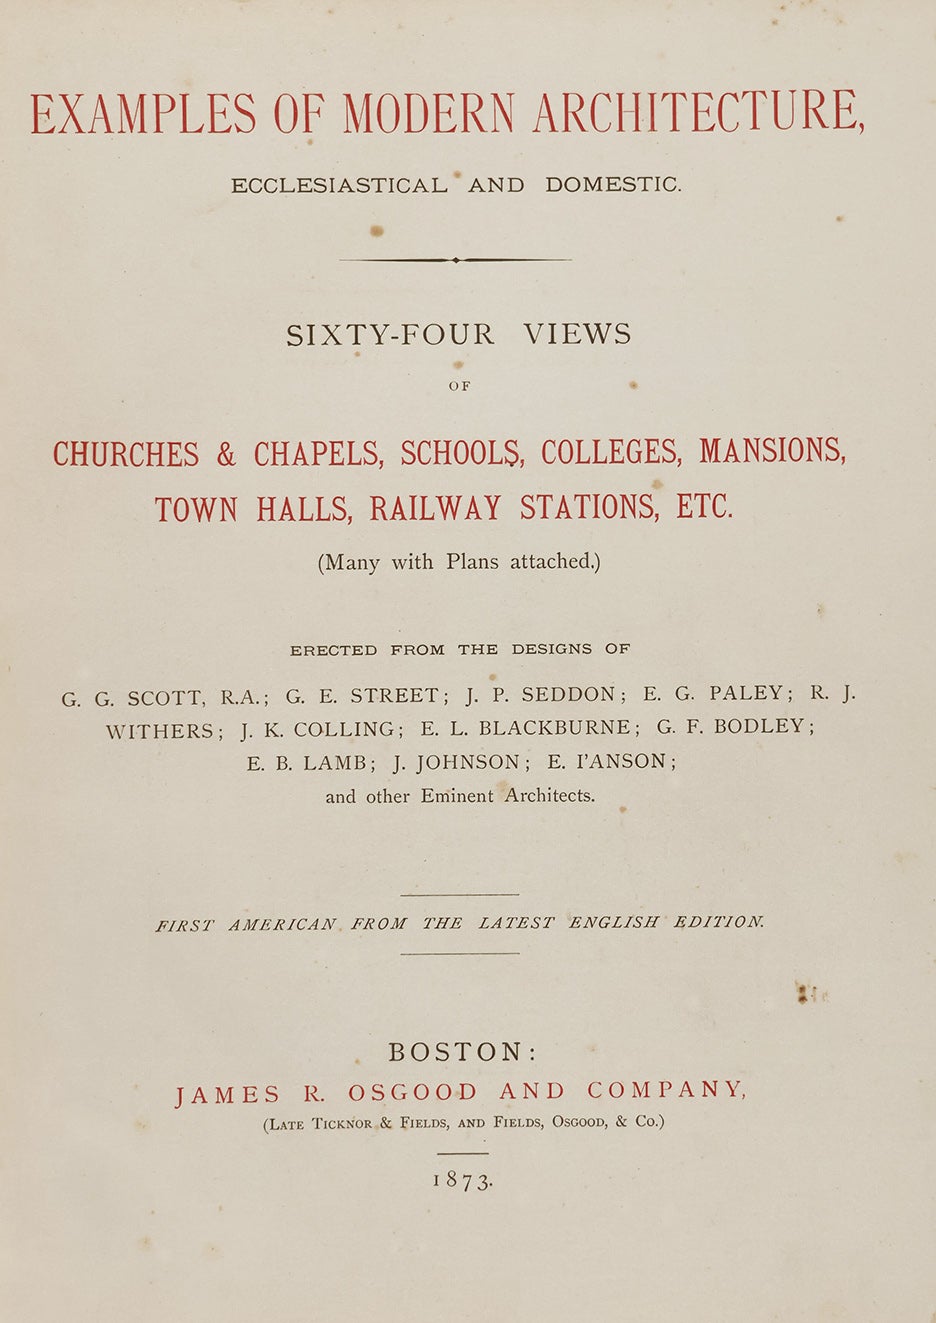 EXAMPLES OF MODERN ARCHITECTURE,
ECCLESIASTICAL AND DOMESTIC.
SIXTY-FOUR VIEWS
OF
CHURCHES & CHAPELS, SCHOOLS, COLLEGES, MANSIONS,
TOWN HALLS, RAILWAY STATIONS, ETC.
(Many with Plans attached.)
ERECTED FROM THE DESIGNS OF
G. G. SCOTT, R.A.; G. E. STREET; J. P. SEDDON; E. G. PALEY; R. J.
WITHERS; J. K. COLLING; E. L. BLACKBURNE; G. F. BODLEY;
E. B. LAMB; J. JOHNSON; E. I'ANSON;
and other Eminent Architects.
FIRST AMERICAN FROM THE LATEST ENGLISH EDITION.
BOSTON:
JAMES R. OSGOOD AND COMPANY,
(LATE TICKNOR & FIELDS, AND FIELDS, OSGOOD, & CO.)
1873.